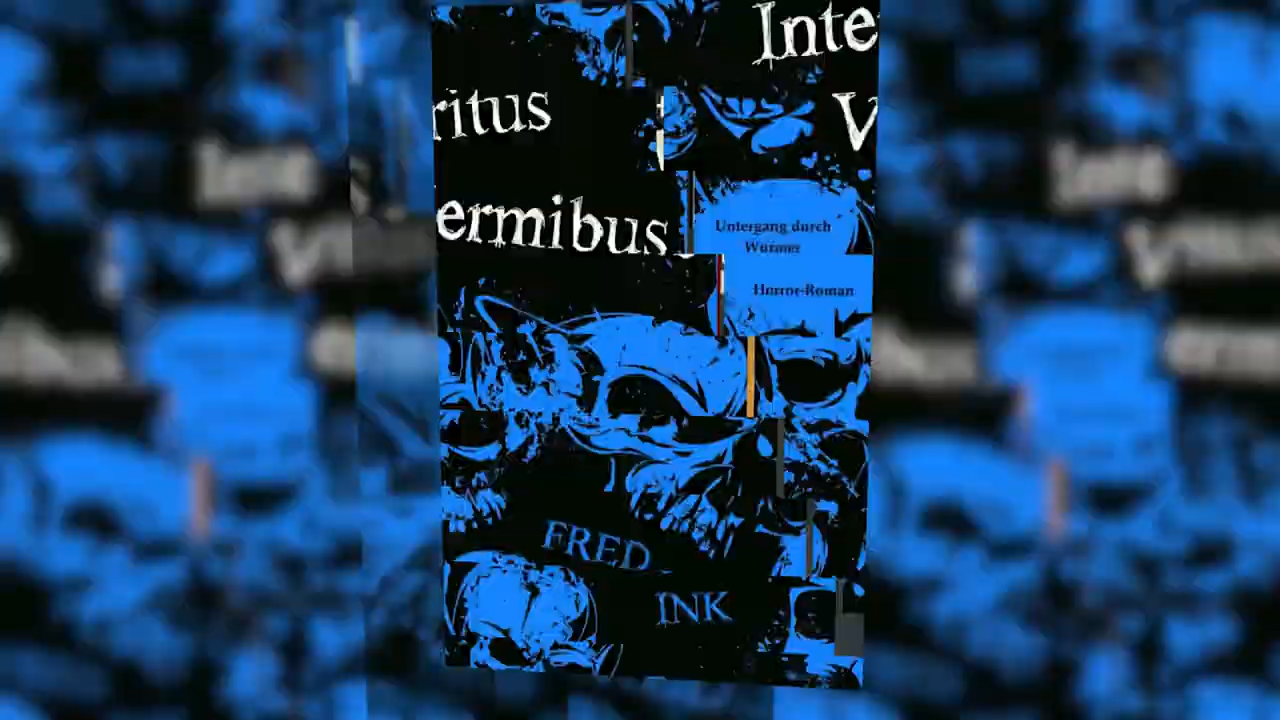 Inte
ritus
V
ermibus
Untergang durch
Würmer
Horror-Roman
FRED
INK